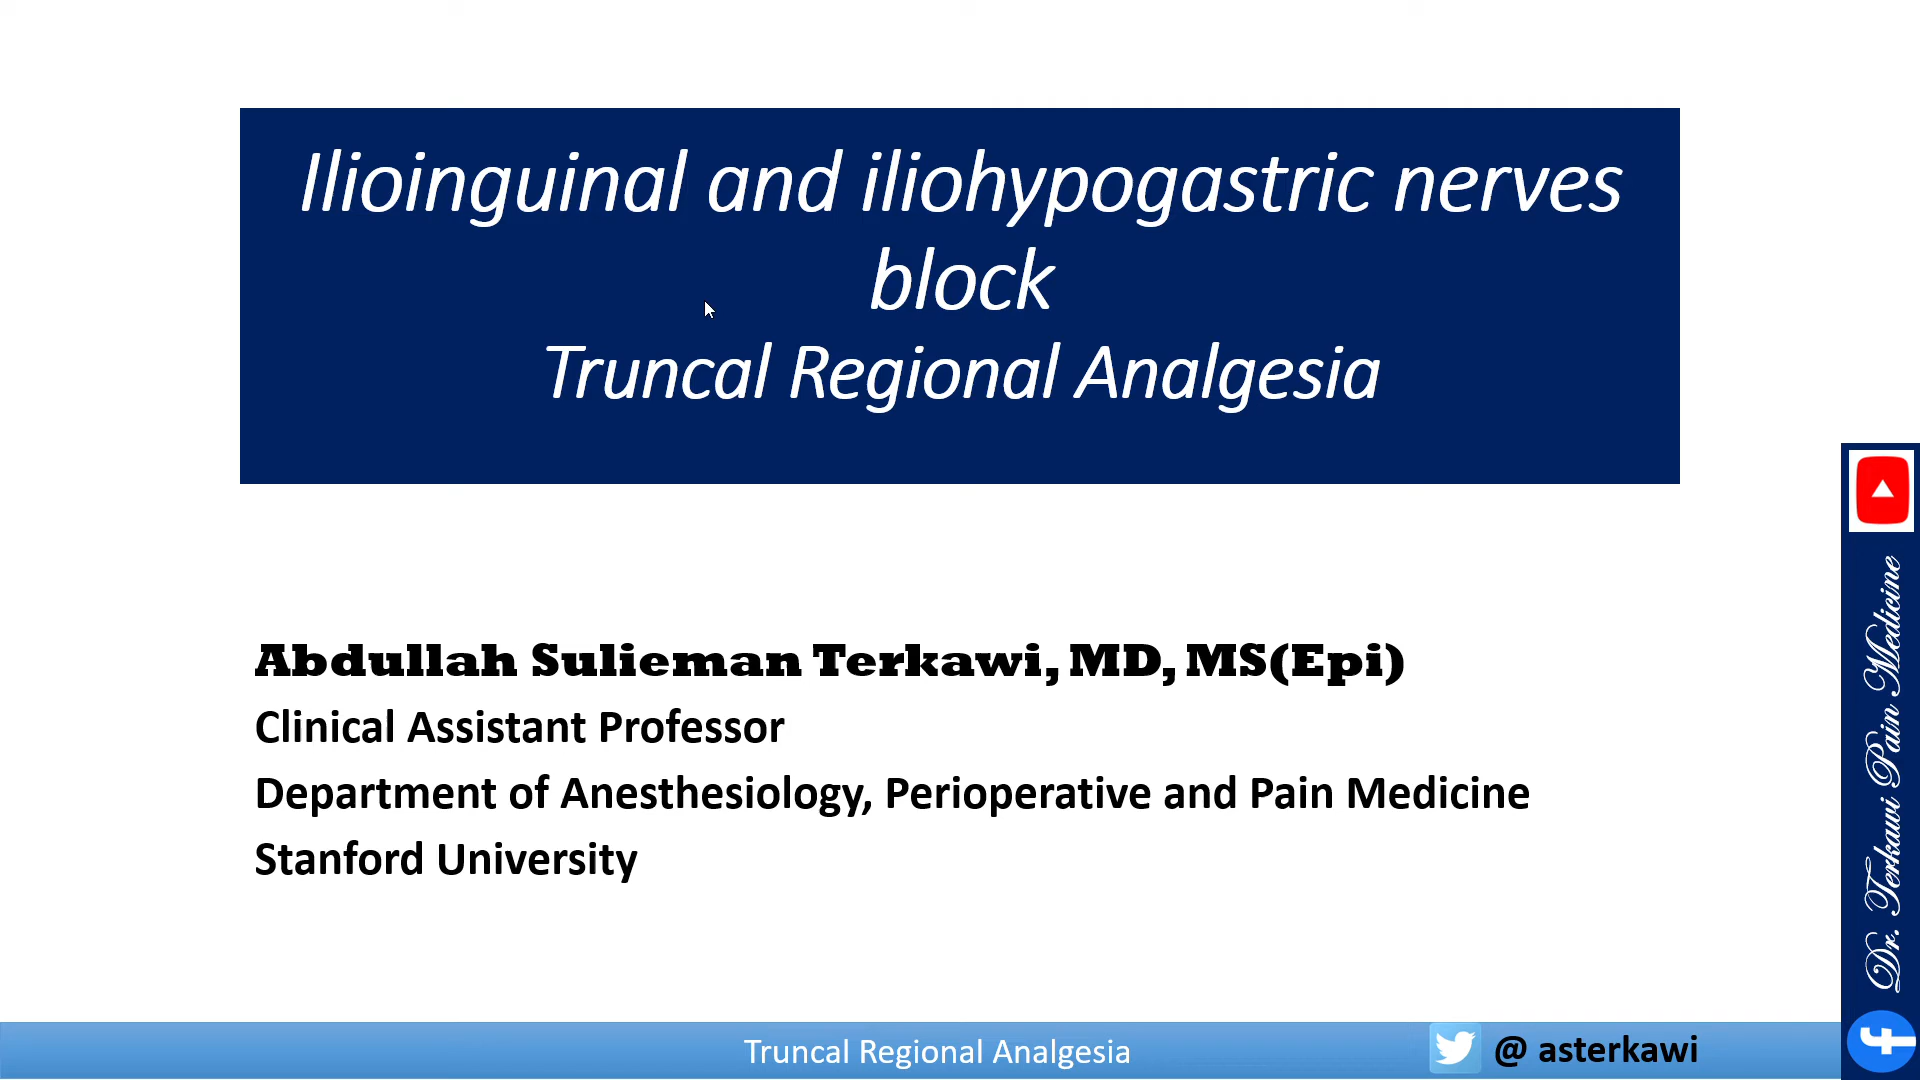 Ilioinguinal and iliohypogastric nerves
block
Truncal Regional Analgesia
Abdullah Sulieman Terkawi, MD, MS(Epi)
Clinical Assistant Professor
Department of Anesthesiology, Perioperative and Pain Medicine
Stanford University
Dr. Terkawi Pain Medicine
Truncal Regional Analgesia
@ asterkawi